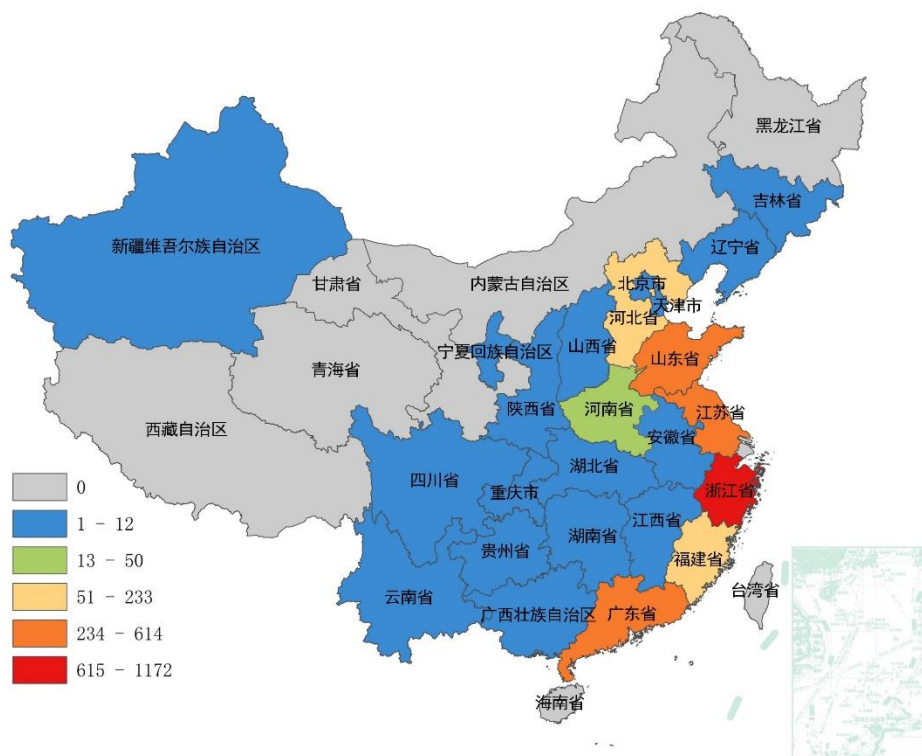 黑龙江省
吉林省
辽宁省
新疆维吾尔族自治区
甘肃省
内蒙古自治区
北京市
天津市
河北省
山西省
宁夏回族自治区
山东省
青海省
陕西省
河南省
江苏省
安徽省
西藏自治区
四川省
湖北省
重庆市
浙江省
江西省
湖南省
贵州省
福建省
云南省
广西壮族自治区
广东省
台湾省
海南省
0
1 - 12
13 - 50
51 - 233
234 - 614
615 - 1172